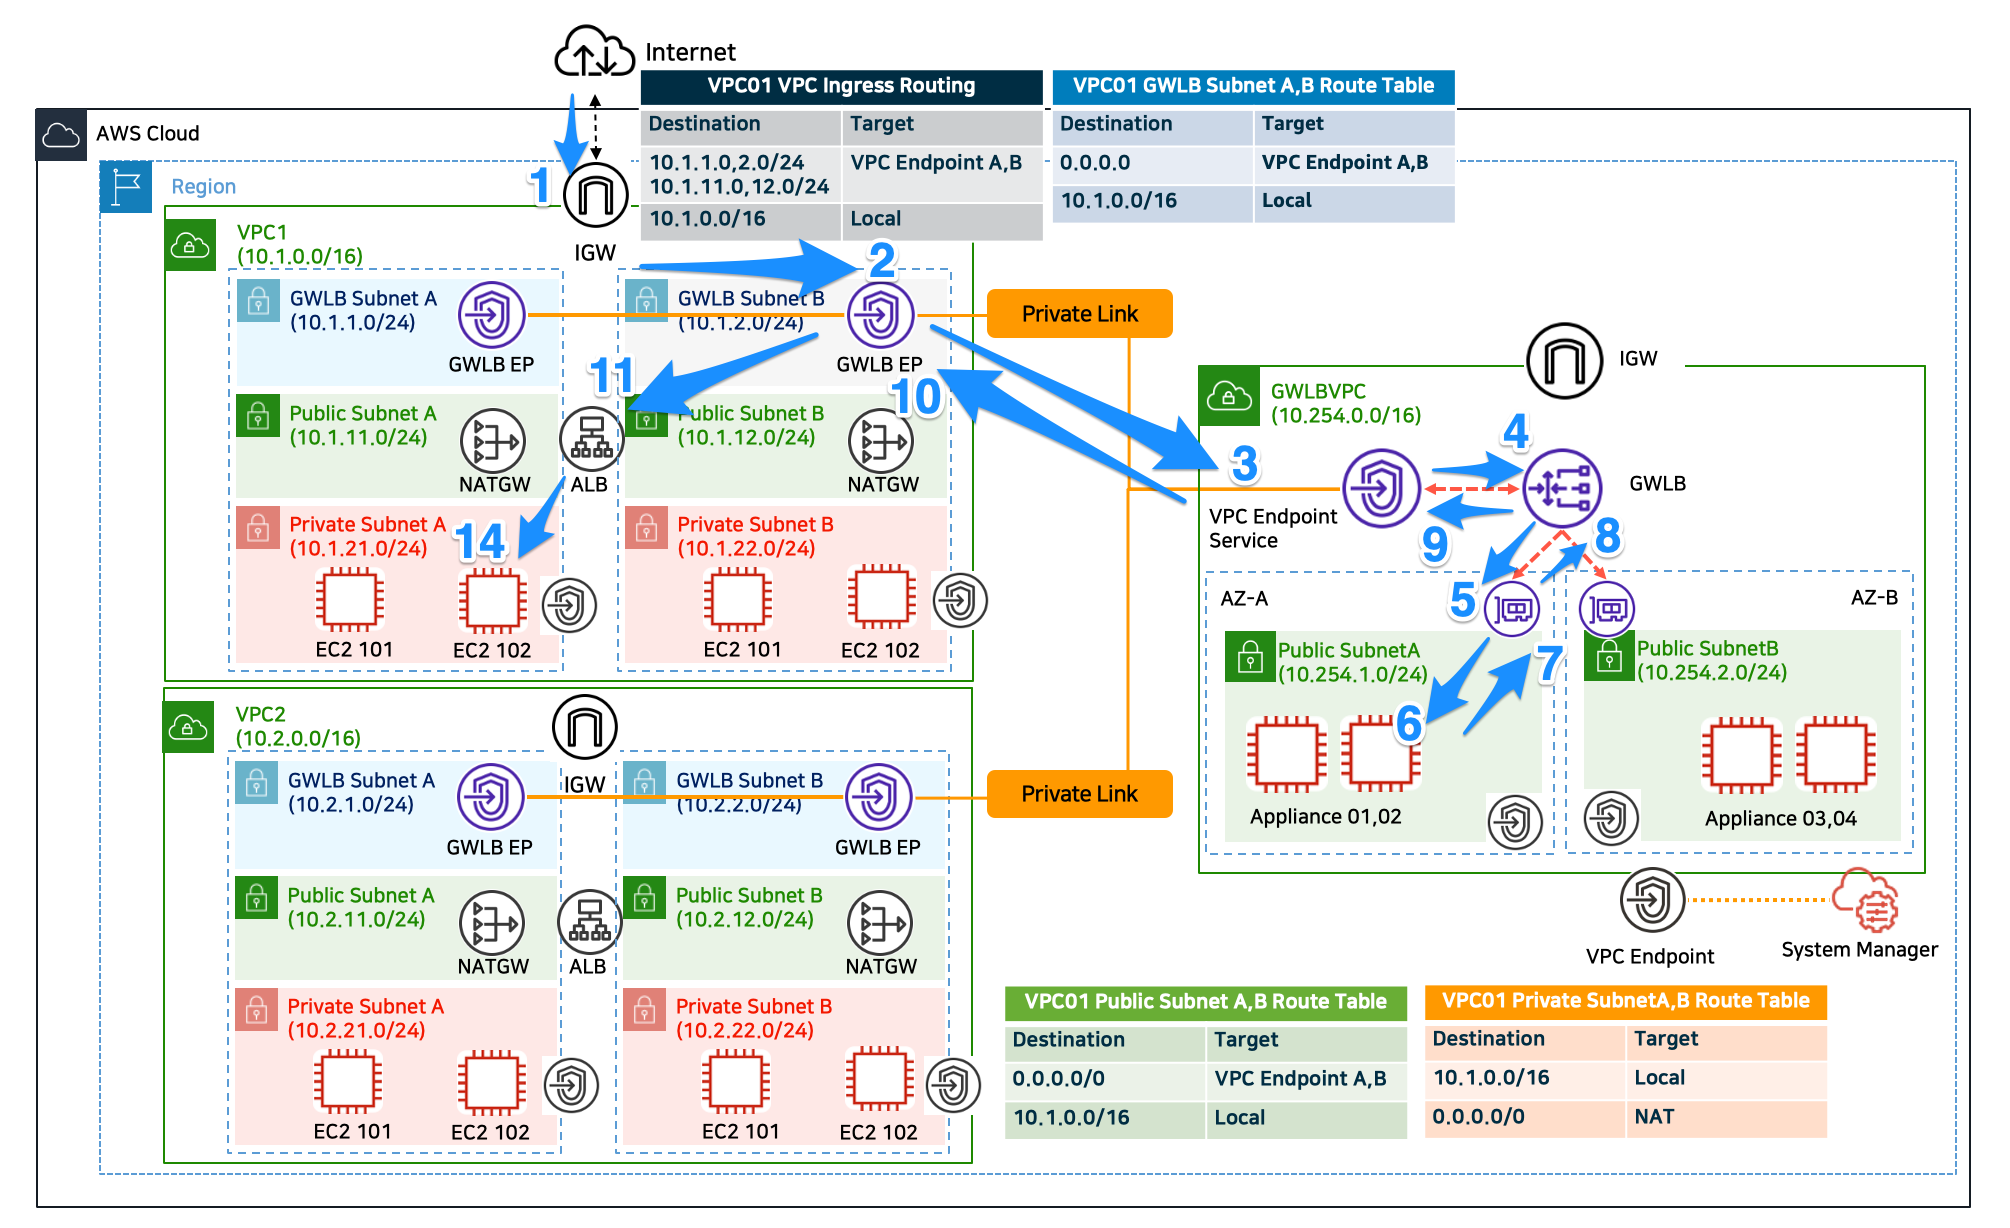 Internet
VPC01 VPC Ingress Routing
Destination Target
10.1.1.0,2.0/24 VPC Endpoint A,B
10.1.11.0,12.0/24
10.1.0.0/16 Local
VPC01 GWLB Subnet A,B Route Table
Destination Target
0.0.0.0 VPC Endpoint A,B
10.1.0.0/16 Local
AWS Cloud
Region
1
IGW
VPC1
(10.1.0.0/16)
2
GWLB Subnet A
(10.1.1.0/24)
GWLB EP
GWLB Subnet B
(10.1.2.0/24)
GWLB EP
Private Link
11
10
Public Subnet A
(10.1.11.0/24)
NATGW
ALB
Public Subnet B
(10.1.12.0/24)
NATGW
Private Subnet A
(10.1.21.0/24)
14
EC2 101
EC2 102
Private Subnet B
(10.1.22.0/24)
EC2 101
EC2 102
IGW
GWLBVPC
(10.254.0.0/16)
3
4
GWLB
VPC Endpoint
Service
9
8
5
AZ-A
AZ-B
Public SubnetA
(10.254.1.0/24)
7
6
Appliance 01,02
Public SubnetB
(10.254.2.0/24)
Appliance 03,04
VPC Endpoint
System Manager
VPC2
(10.2.0.0/16)
IGW
GWLB Subnet A
(10.2.1.0/24)
GWLB EP
GWLB Subnet B
(10.2.2.0/24)
GWLB EP
Private Link
Public Subnet A
(10.2.11.0/24)
NATGW
ALB
Public Subnet B
(10.2.12.0/24)
NATGW
Private Subnet A
(10.2.21.0/24)
EC2 101
EC2 102
Private Subnet B
(10.2.22.0/24)
EC2 101
EC2 102
VPC01 Public Subnet A,B Route Table
Destination Target
0.0.0.0/0 VPC Endpoint A,B
10.1.0.0/16 Local
VPC01 Private SubnetA,B Route Table
Destination Target
10.1.0.0/16 Local
0.0.0.0/0 NAT